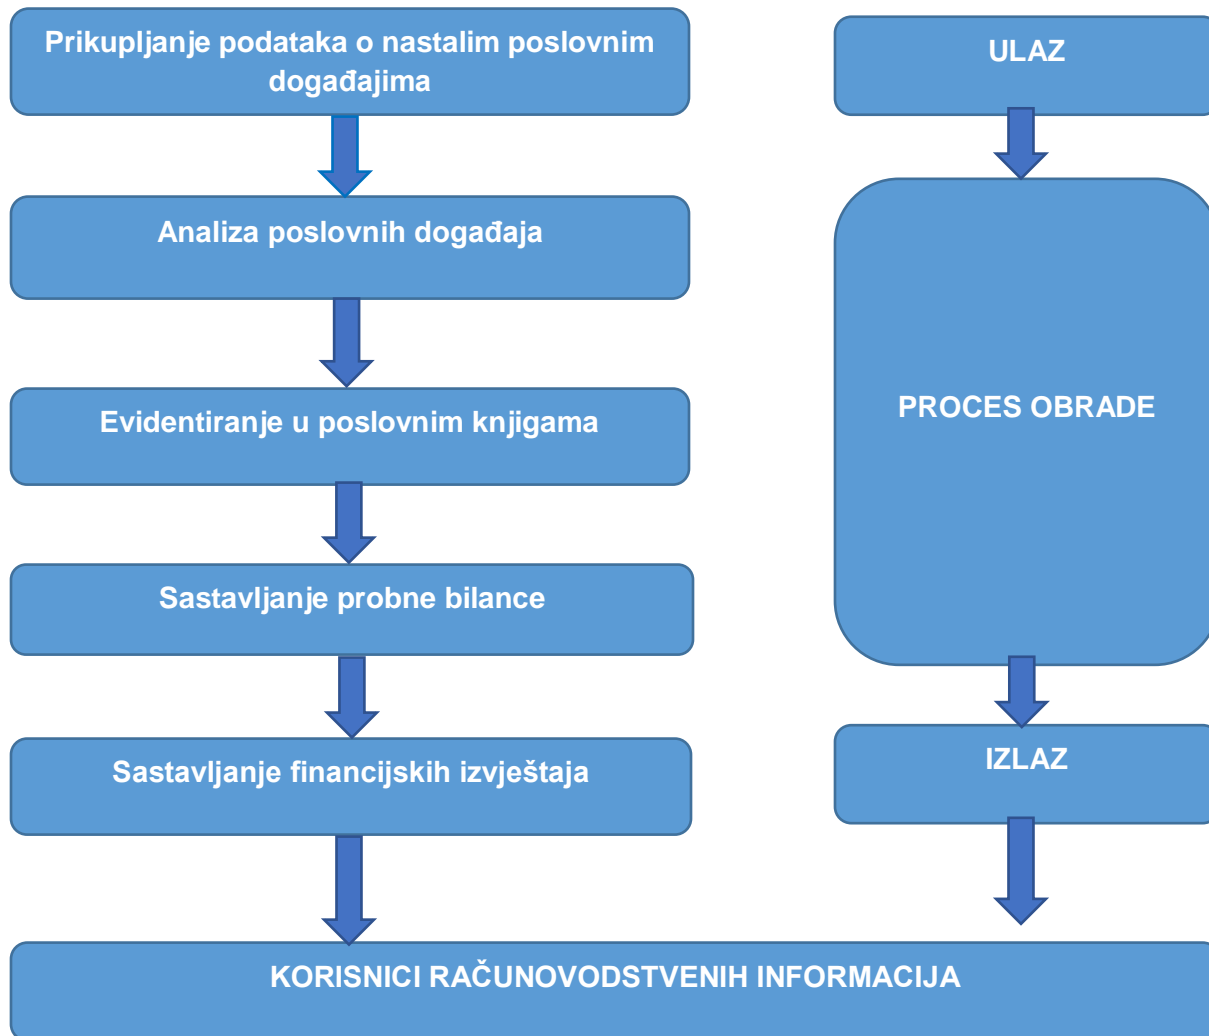 Prikupljanje podataka o nastalim poslovnim
događajima
ULAZ
Analiza poslovnih događaja
Evidentiranje u poslovnim knjigama
PROCES OBRADE
Sastavljanje probne bilance
Sastavljanje financijskih izvještaja
IZLAZ
KORISNICI RAČUNOVODSTVENIH INFORMACIJA